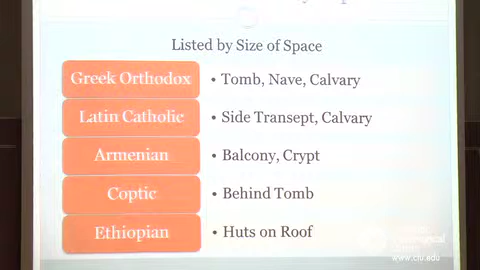 Listed by Size of Space
Greek Orthodox
• Tomb, Nave, Calvary
Latin Catholic
• Side Transept, Calvary
Armenian
• Balcony, Crypt
Coptic
• Behind Tomb
Ethiopian
• Huts on Roof
www.ciu.edu